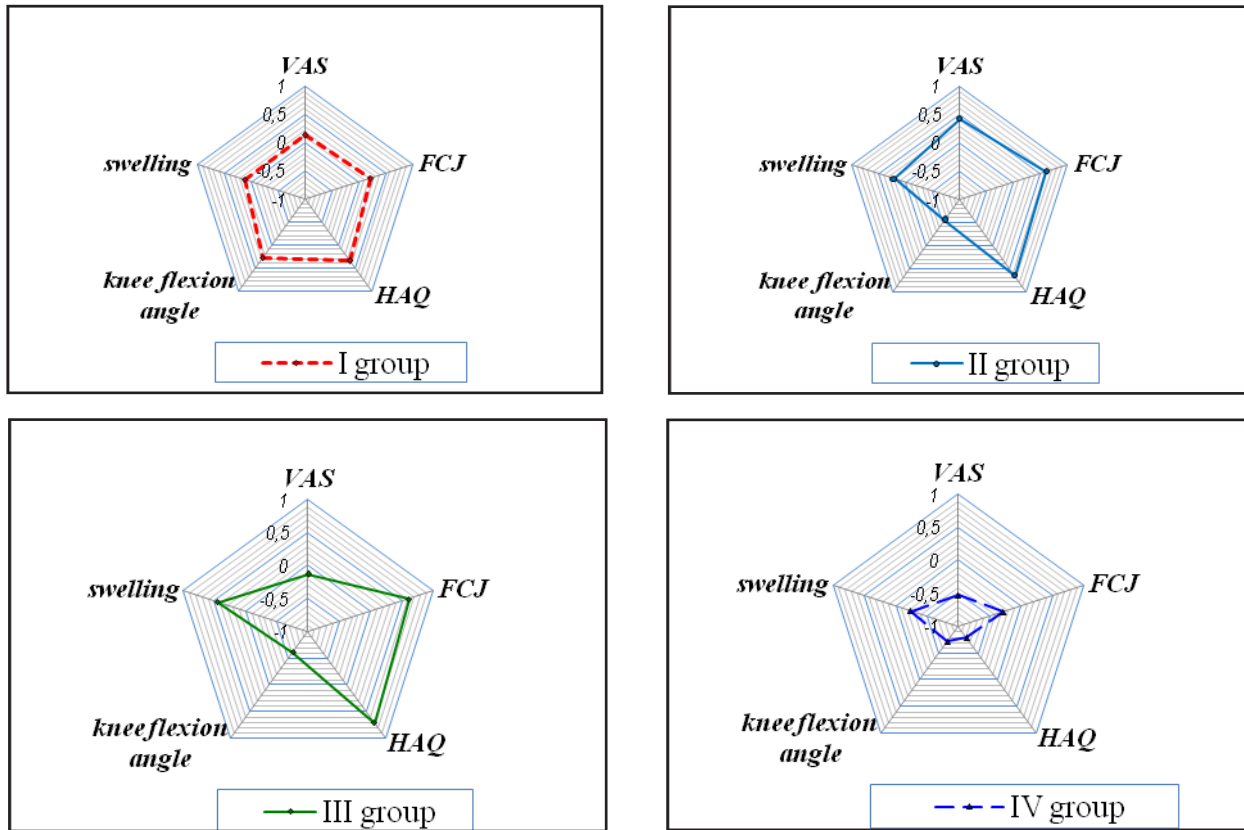 VAS
1
0,5
0
-0,5
-1
swelling
FCJ
knee flexion
angle
HAQ
I group
VAS
1
0,5
0
-0,5
-1
swelling
FCJ
knee flexion
angle
HAQ
II group
VAS
1
0,5
0
-0,5
-1
swelling
FCJ
knee flexion
angle
HAQ
III group
VAS
1
0,5
0
-0,5
-1
swelling
FCJ
knee flexion
angle
HAQ
IV group